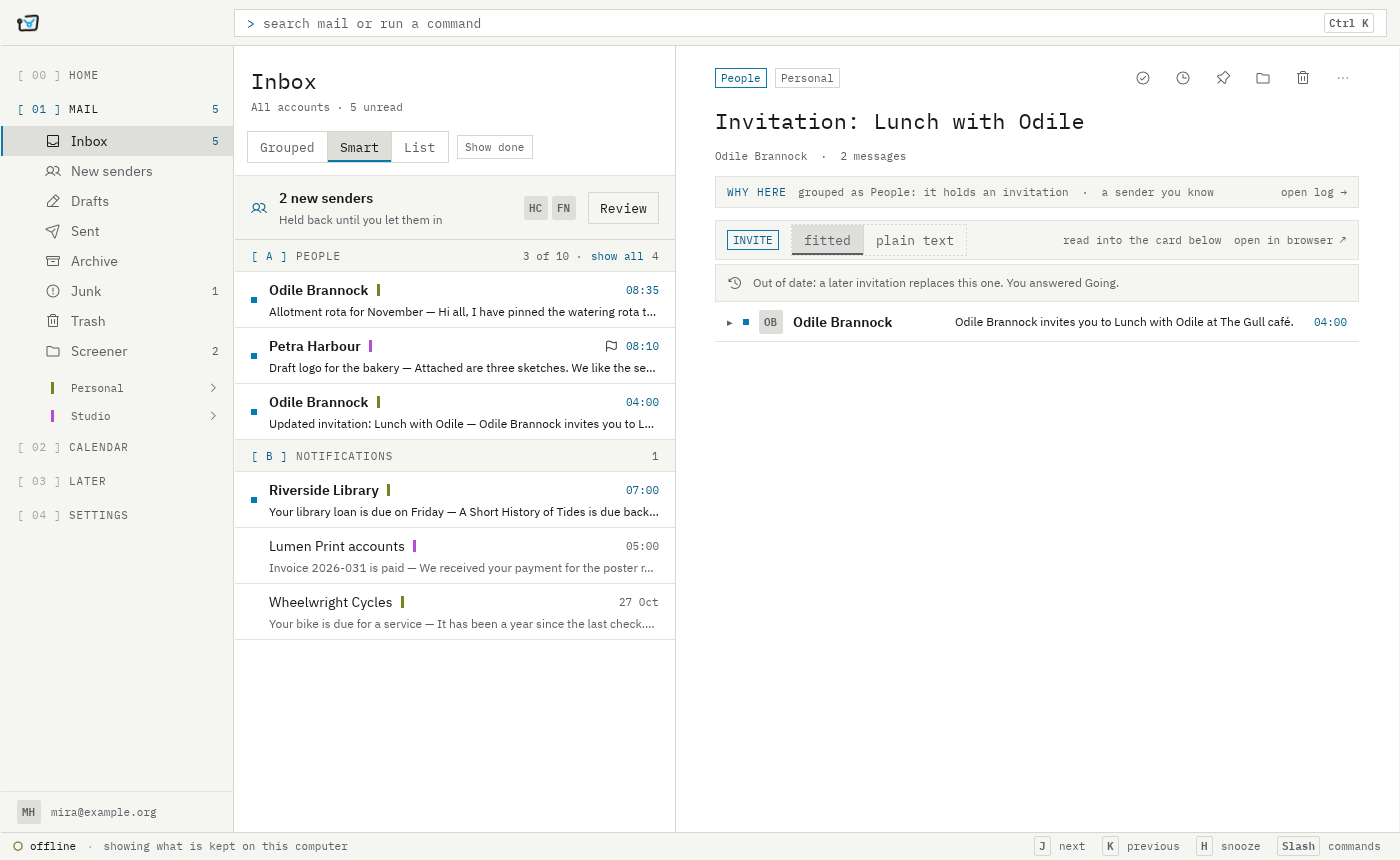 > search mail or run a command
Ctrl K
[ 00 ] HOME
[ 01 ] MAIL 5
Inbox 5
New senders
Drafts
Sent
Archive
Junk 1
Trash
Screener 2
Personal
Studio
[ 02 ] CALENDAR
[ 03 ] LATER
[ 04 ] SETTINGS
MH mira@example.org
Inbox
All accounts · 5 unread
Grouped Smart List Show done
2 new senders
Held back until you let them in
HC FN Review
[ A ] PEOPLE 3 of 10 · show all 4
Odile Brannock 08:35
Allotment rota for November — Hi all, I have pinned the watering rota t…
Petra Harbour 08:10
Draft logo for the bakery — Attached are three sketches. We like the se…
Odile Brannock 04:00
Updated invitation: Lunch with Odile — Odile Brannock invites you to L…
[ B ] NOTIFICATIONS 1
Riverside Library 07:00
Your library loan is due on Friday — A Short History of Tides is due back…
Lumen Print accounts 05:00
Invoice 2026-031 is paid — We received your payment for the poster r…
Wheelwright Cycles 27 Oct
Your bike is due for a service — It has been a year since the last check.…
People Personal
Invitation: Lunch with Odile
Odile Brannock · 2 messages
WHY HERE grouped as People: it holds an invitation · a sender you know open log →
INVITE fitted plain text read into the card below open in browser ↗
Out of date: a later invitation replaces this one. You answered Going.
▸ OB Odile Brannock Odile Brannock invites you to Lunch with Odile at The Gull café. 04:00
offline · showing what is kept on this computer
J next K previous H snooze Slash commands